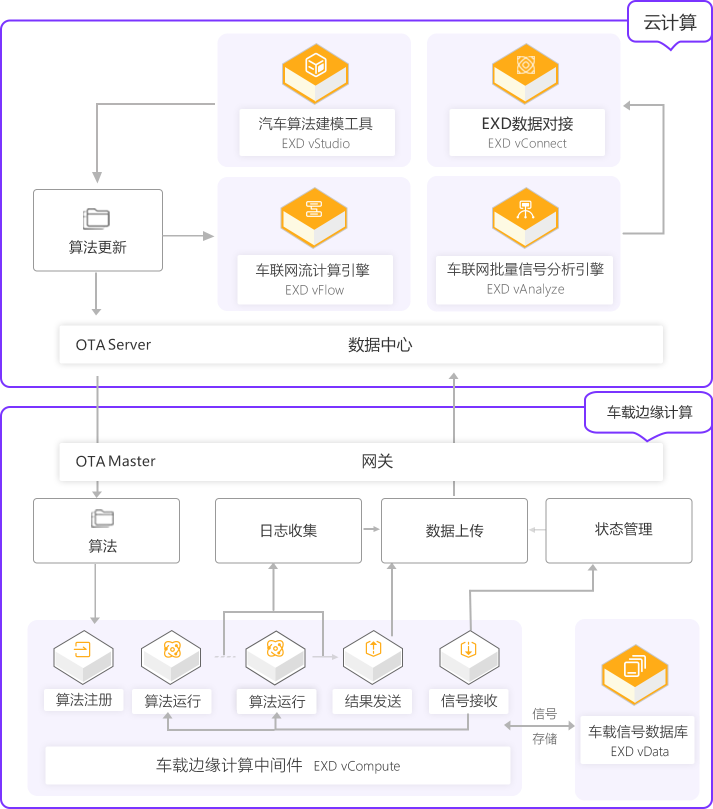 云计算
汽车算法建模工具
EXD vStudio
EXD数据对接
EXD vConnect
算法更新
车联网流计算引擎
EXD vFlow
车联网批量信号分析引擎
EXD vAnalyze
OTA Server
数据中心
车载边缘计算
OTA Master
网关
算法
日志收集
数据上传
状态管理
算法注册
算法运行
算法运行
结果发送
信号接收
信号
存储
车载信号数据库
EXD vData
车载边缘计算中间件 EXD vCompute